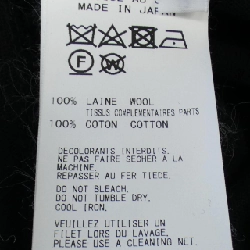 MADE IN JAPAN
F W
100% LAINE WOOL
TISSUS COMPLEMENTAIRES PARTS
100% COTON COTTON
DECOLORANTS INTERDITS.
NE PAS FAIRE SECHER A LA
MACHINE.
REPASSER AU FER TIEDE.
DO NOT BLEACH.
DO NOT TUMBLE DRY.
COOL IRON.
VEUILLEZ UTILISER UN
FILET LORS DU LAVAGE.
PLEASE USE A CLEANING NET.